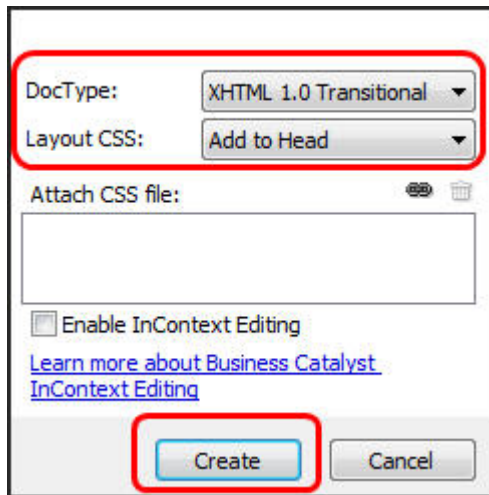 DocType: XHTML 1.0 Transitional
Layout CSS: Add to Head
Attach CSS file:
Enable InContext Editing
Learn more about Business Catalyst
InContext Editing
Create Cancel